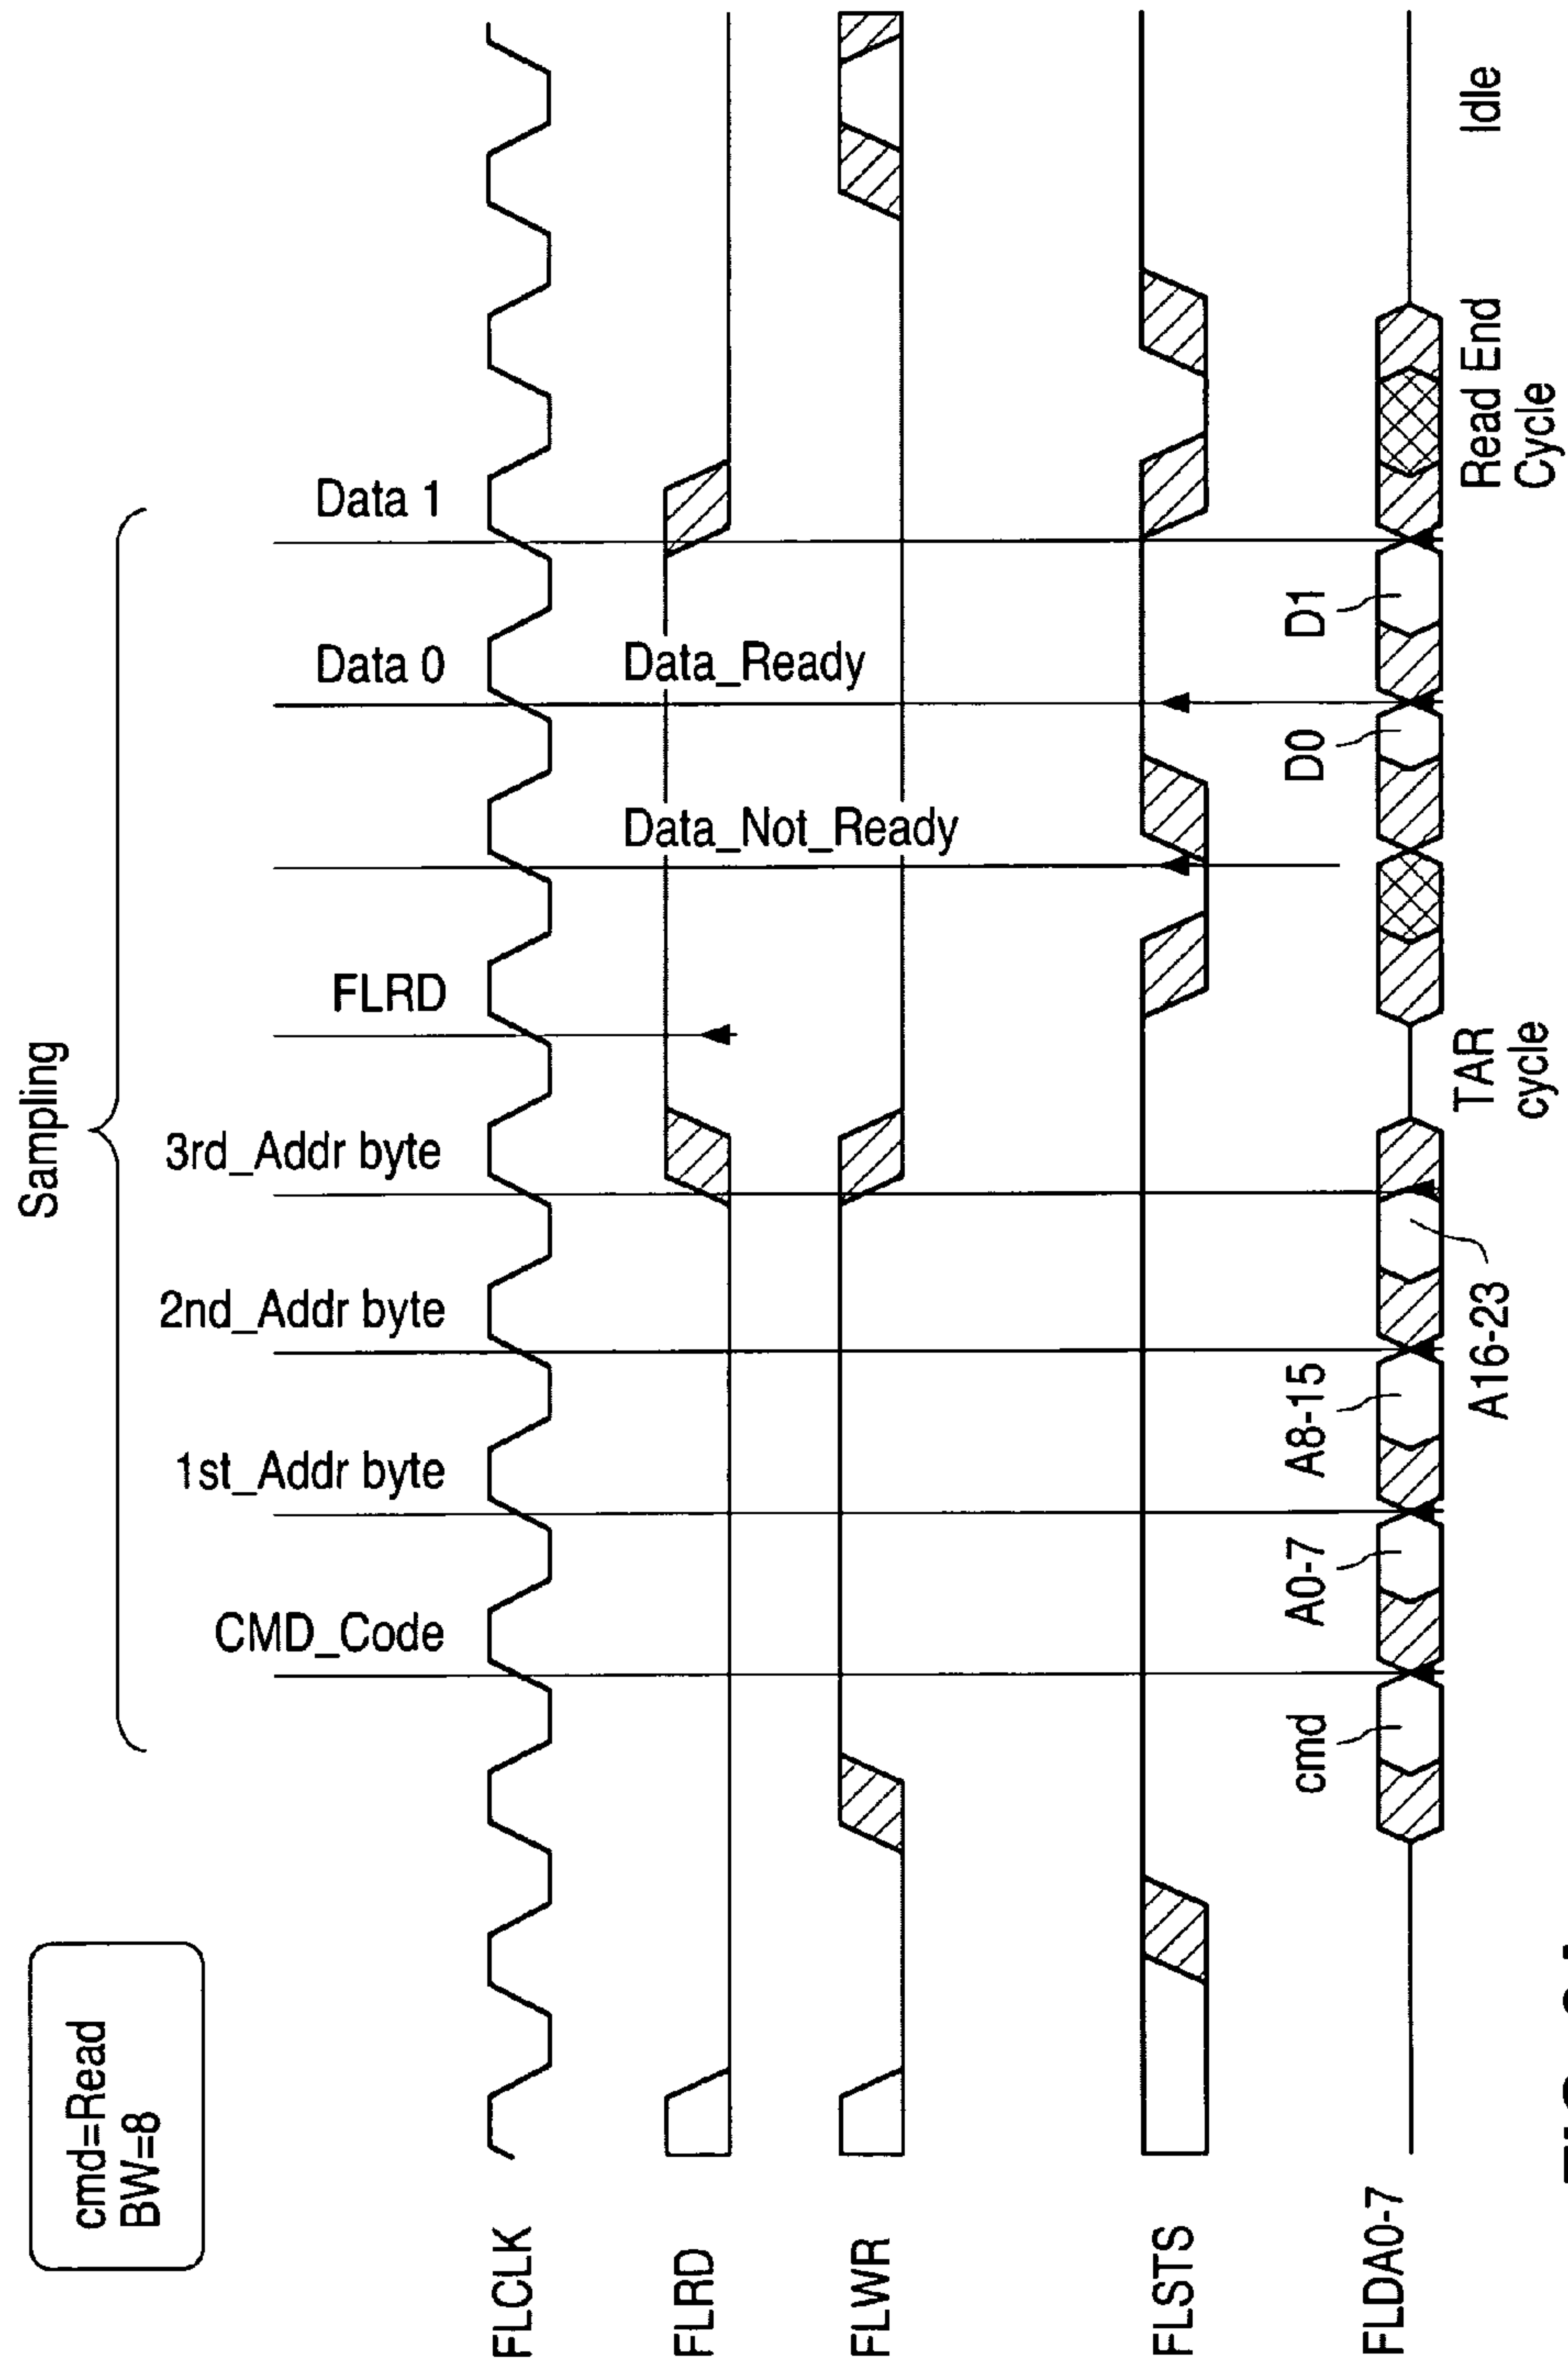 cmd=Read
BW=8
Sampling
CMD_Code
1st_Addr byte
2nd_Addr byte
3rd_Addr byte
FLRD
Data 0
Data 1
FLCLK
FLRD
Data_Not_Ready
Data_Ready
FLWR
FLSTS
FLDA0-7
cmd
A0-7
A8-15
A16-23
D0
D1
TAR
cycle
Read End
Cycle
Idle